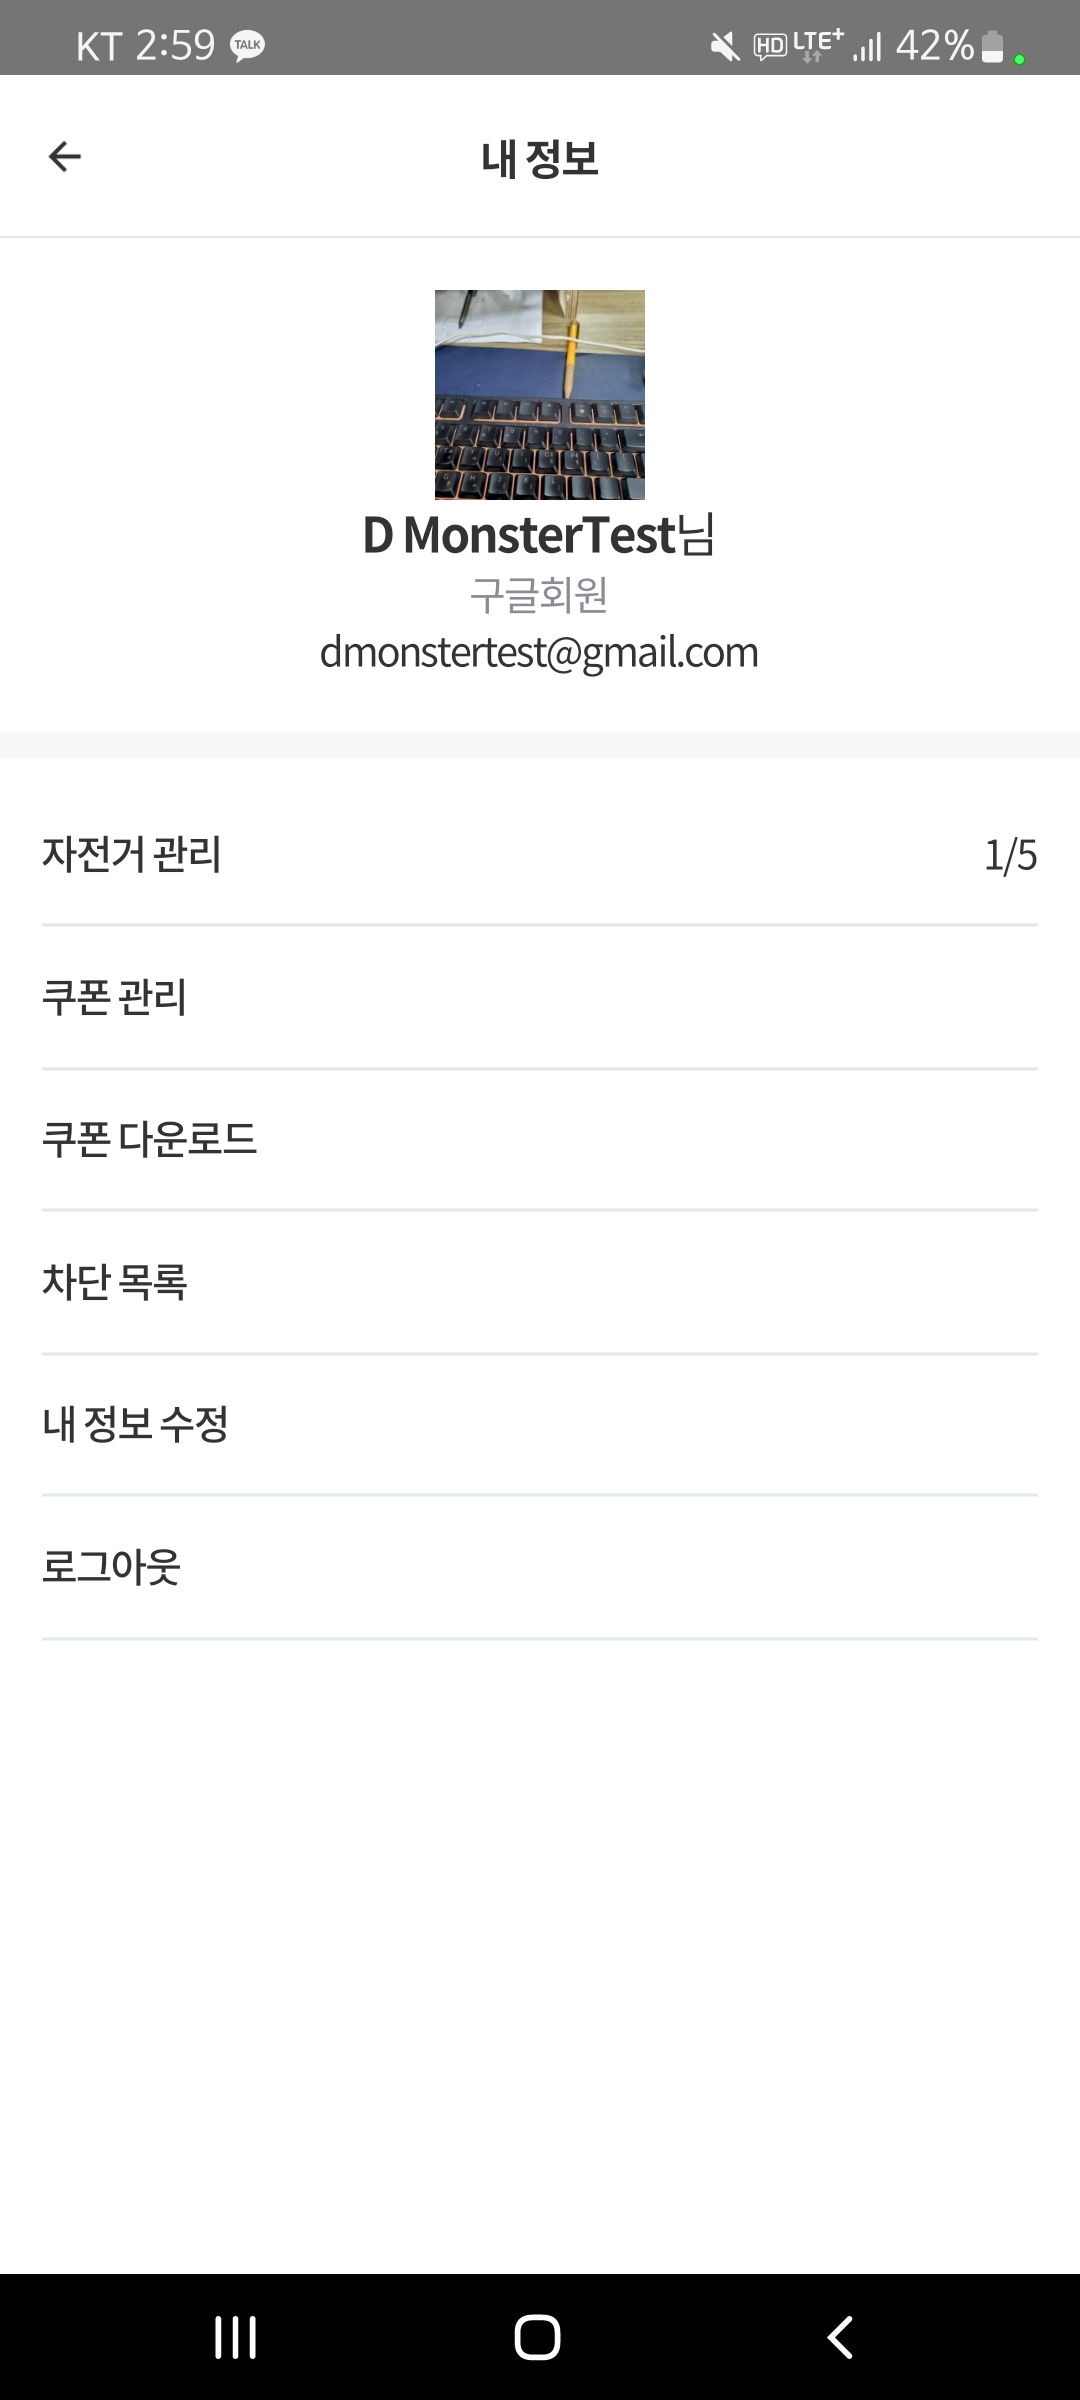 KT 2:59 TALK HD LTE+ 42%
내 정보
D MonsterTest님
구글회원
dmonstertest@gmail.com
자전거 관리 1/5
쿠폰 관리
쿠폰 다운로드
차단 목록
내 정보 수정
로그아웃